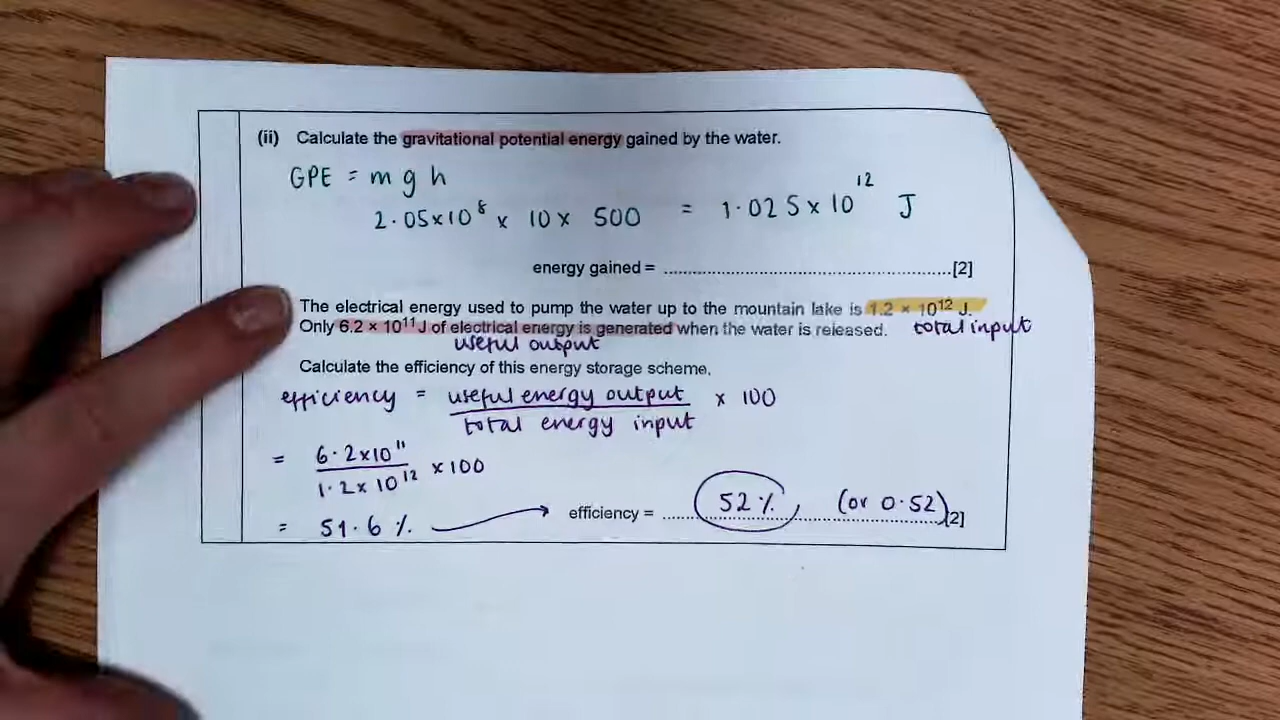 (ii) Calculate the gravitational potential energy gained by the water.
GPE = m g h
2.05×10⁸ × 10 × 500 = 1.025×10¹² J
energy gained = ..................................................[2]
The electrical energy used to pump the water up to the mountain lake is 1.2 × 10¹² J.
Only 6.2 × 10¹¹ J of electrical energy is generated when the water is released. total input
useful output
Calculate the efficiency of this energy storage scheme.
efficiency = useful energy output × 100
total energy input
= 6.2×10¹¹ × 100
1.2×10¹²
= 51.6 % efficiency = 52%, (or 0.52) [2]